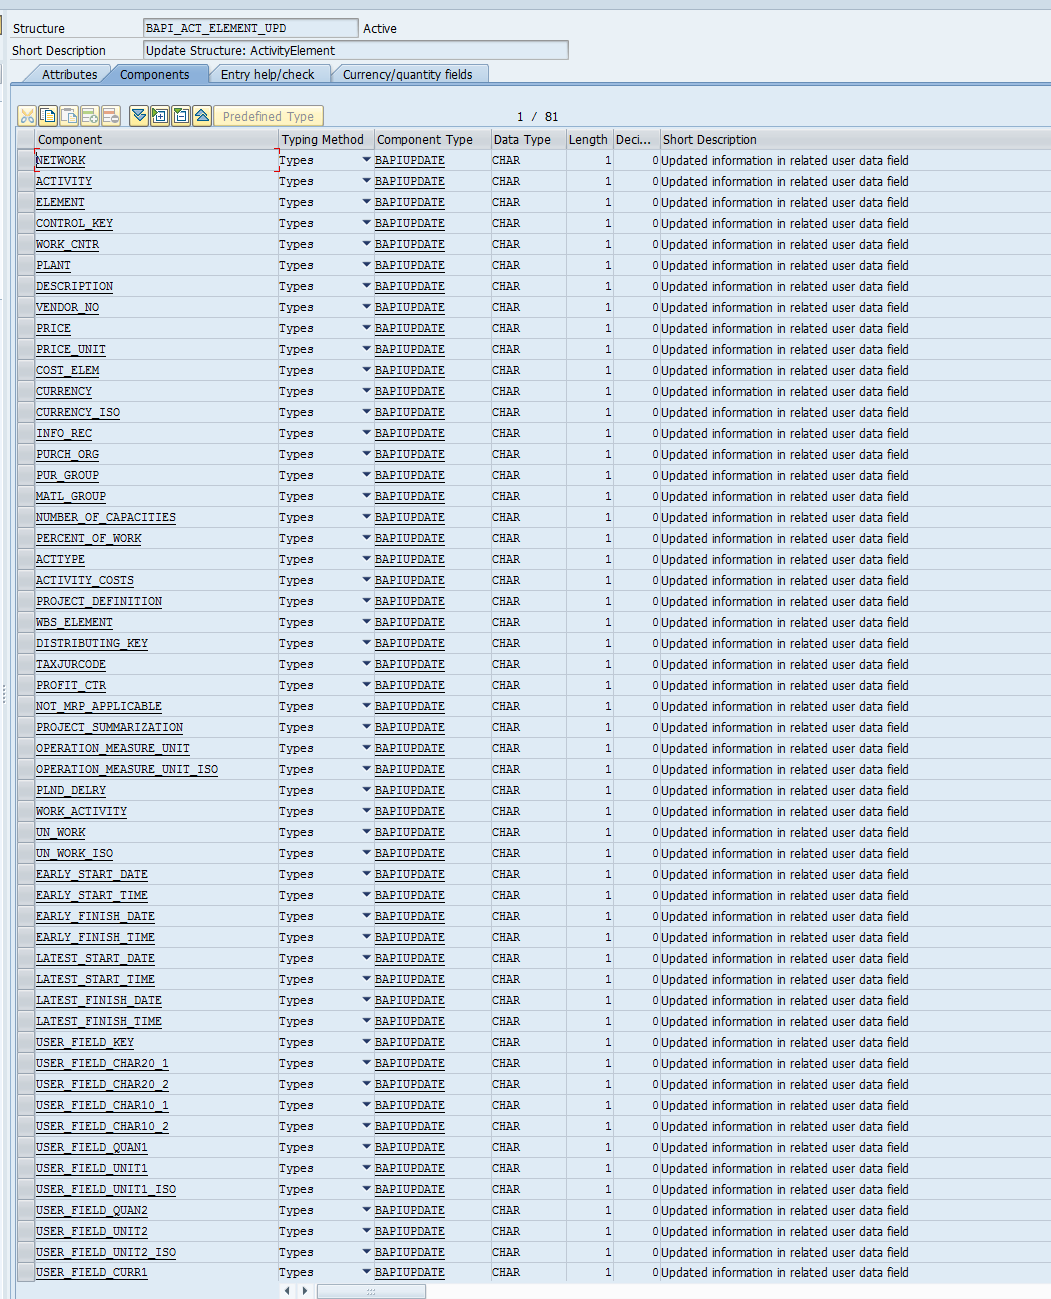 Structure BAPI_ACT_ELEMENT_UPD Active
Short Description Update Structure: ActivityElement
Attributes Components Entry help/check Currency/quantity fields
Predefined Type 1 / 81
Component Typing Method Component Type Data Type Length Deci... Short Description
NETWORK Types BAPIUPDATE CHAR 1 0 Updated information in related user data field
ACTIVITY Types BAPIUPDATE CHAR 1 0 Updated information in related user data field
ELEMENT Types BAPIUPDATE CHAR 1 0 Updated information in related user data field
CONTROL_KEY Types BAPIUPDATE CHAR 1 0 Updated information in related user data field
WORK_CNTR Types BAPIUPDATE CHAR 1 0 Updated information in related user data field
PLANT Types BAPIUPDATE CHAR 1 0 Updated information in related user data field
DESCRIPTION Types BAPIUPDATE CHAR 1 0 Updated information in related user data field
VENDOR_NO Types BAPIUPDATE CHAR 1 0 Updated information in related user data field
PRICE Types BAPIUPDATE CHAR 1 0 Updated information in related user data field
PRICE_UNIT Types BAPIUPDATE CHAR 1 0 Updated information in related user data field
COST_ELEM Types BAPIUPDATE CHAR 1 0 Updated information in related user data field
CURRENCY Types BAPIUPDATE CHAR 1 0 Updated information in related user data field
CURRENCY_ISO Types BAPIUPDATE CHAR 1 0 Updated information in related user data field
INFO_REC Types BAPIUPDATE CHAR 1 0 Updated information in related user data field
PURCH_ORG Types BAPIUPDATE CHAR 1 0 Updated information in related user data field
PUR_GROUP Types BAPIUPDATE CHAR 1 0 Updated information in related user data field
MATL_GROUP Types BAPIUPDATE CHAR 1 0 Updated information in related user data field
NUMBER_OF_CAPACITIES Types BAPIUPDATE CHAR 1 0 Updated information in related user data field
PERCENT_OF_WORK Types BAPIUPDATE CHAR 1 0 Updated information in related user data field
ACTTYPE Types BAPIUPDATE CHAR 1 0 Updated information in related user data field
ACTIVITY_COSTS Types BAPIUPDATE CHAR 1 0 Updated information in related user data field
PROJECT_DEFINITION Types BAPIUPDATE CHAR 1 0 Updated information in related user data field
WBS_ELEMENT Types BAPIUPDATE CHAR 1 0 Updated information in related user data field
DISTRIBUTING_KEY Types BAPIUPDATE CHAR 1 0 Updated information in related user data field
TAXJURCODE Types BAPIUPDATE CHAR 1 0 Updated information in related user data field
PROFIT_CTR Types BAPIUPDATE CHAR 1 0 Updated information in related user data field
NOT_MRP_APPLICABLE Types BAPIUPDATE CHAR 1 0 Updated information in related user data field
PROJECT_SUMMARIZATION Types BAPIUPDATE CHAR 1 0 Updated information in related user data field
OPERATION_MEASURE_UNIT Types BAPIUPDATE CHAR 1 0 Updated information in related user data field
OPERATION_MEASURE_UNIT_ISO Types BAPIUPDATE CHAR 1 0 Updated information in related user data field
PLND_DELRY Types BAPIUPDATE CHAR 1 0 Updated information in related user data field
WORK_ACTIVITY Types BAPIUPDATE CHAR 1 0 Updated information in related user data field
UN_WORK Types BAPIUPDATE CHAR 1 0 Updated information in related user data field
UN_WORK_ISO Types BAPIUPDATE CHAR 1 0 Updated information in related user data field
EARLY_START_DATE Types BAPIUPDATE CHAR 1 0 Updated information in related user data field
EARLY_START_TIME Types BAPIUPDATE CHAR 1 0 Updated information in related user data field
EARLY_FINISH_DATE Types BAPIUPDATE CHAR 1 0 Updated information in related user data field
EARLY_FINISH_TIME Types BAPIUPDATE CHAR 1 0 Updated information in related user data field
LATEST_START_DATE Types BAPIUPDATE CHAR 1 0 Updated information in related user data field
LATEST_START_TIME Types BAPIUPDATE CHAR 1 0 Updated information in related user data field
LATEST_FINISH_DATE Types BAPIUPDATE CHAR 1 0 Updated information in related user data field
LATEST_FINISH_TIME Types BAPIUPDATE CHAR 1 0 Updated information in related user data field
USER_FIELD_KEY Types BAPIUPDATE CHAR 1 0 Updated information in related user data field
USER_FIELD_CHAR20_1 Types BAPIUPDATE CHAR 1 0 Updated information in related user data field
USER_FIELD_CHAR20_2 Types BAPIUPDATE CHAR 1 0 Updated information in related user data field
USER_FIELD_CHAR10_1 Types BAPIUPDATE CHAR 1 0 Updated information in related user data field
USER_FIELD_CHAR10_2 Types BAPIUPDATE CHAR 1 0 Updated information in related user data field
USER_FIELD_QUAN1 Types BAPIUPDATE CHAR 1 0 Updated information in related user data field
USER_FIELD_UNIT1 Types BAPIUPDATE CHAR 1 0 Updated information in related user data field
USER_FIELD_UNIT1_ISO Types BAPIUPDATE CHAR 1 0 Updated information in related user data field
USER_FIELD_QUAN2 Types BAPIUPDATE CHAR 1 0 Updated information in related user data field
USER_FIELD_UNIT2 Types BAPIUPDATE CHAR 1 0 Updated information in related user data field
USER_FIELD_UNIT2_ISO Types BAPIUPDATE CHAR 1 0 Updated information in related user data field
USER_FIELD_CURR1 Types BAPIUPDATE CHAR 1 0 Updated information in related user data field